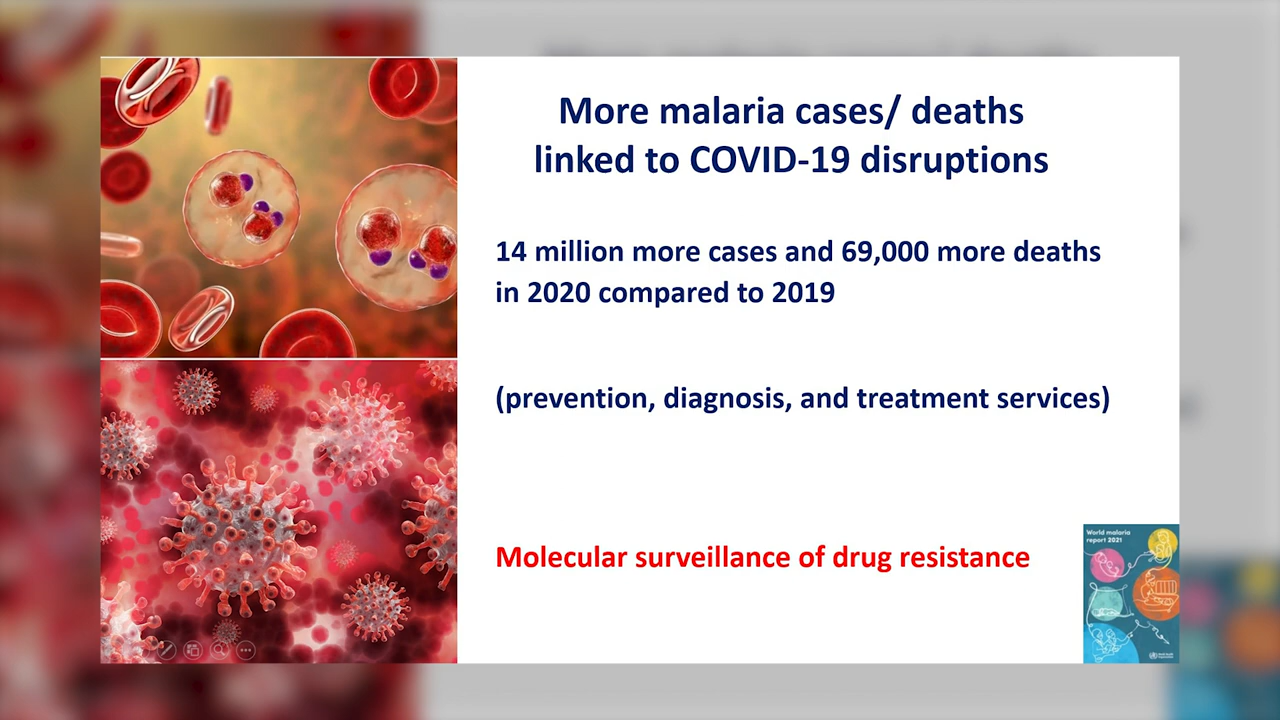 More malaria cases/ deaths
linked to COVID-19 disruptions
14 million more cases and 69,000 more deaths
in 2020 compared to 2019
(prevention, diagnosis, and treatment services)
Molecular surveillance of drug resistance
World malaria
report 2021